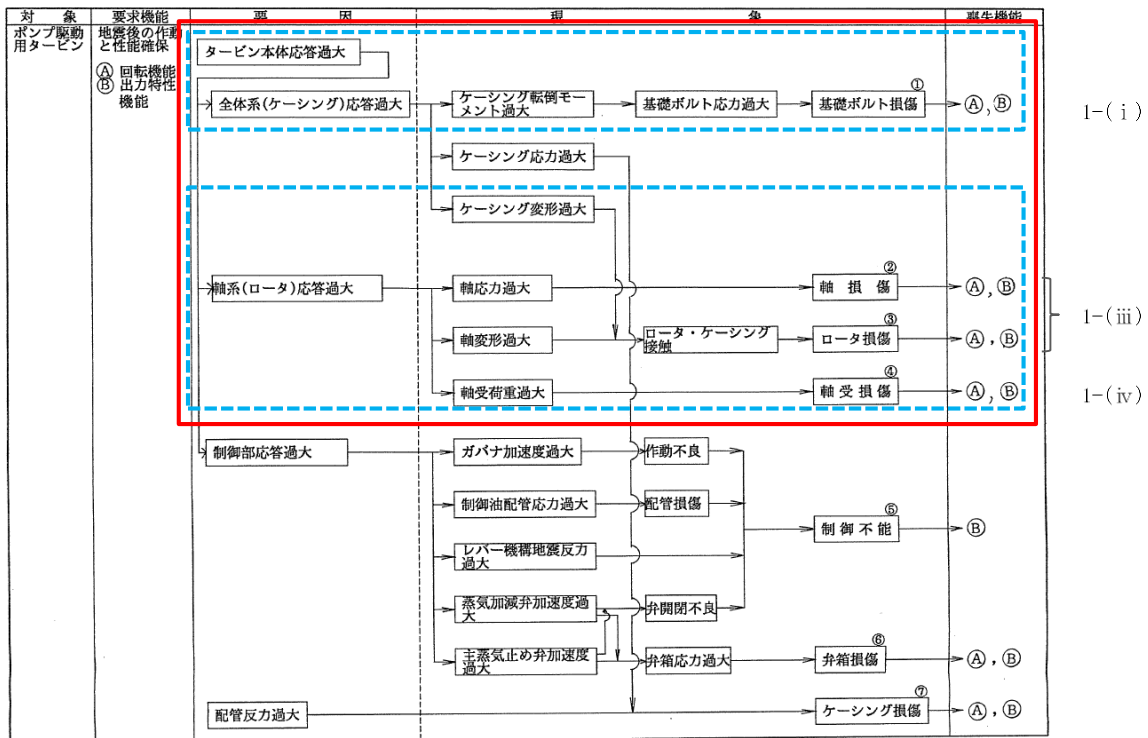 対 象 要求機能 要 因 現 象 喪失機能
ポンプ駆動
用タービン
地震後の作動
と性能確保
Ⓐ 回転機能
Ⓑ 出力特性
機能
タービン本体応答過大
全体系(ケーシング)応答過大
ケーシング転倒モー
メント過大
基礎ボルト応力過大
①
基礎ボルト損傷
Ⓐ, Ⓑ
1-(ⅰ)
ケーシング応力過大
ケーシング変形過大
軸系(ロータ)応答過大
軸応力過大
②
軸 損 傷
Ⓐ, Ⓑ
1-(ⅲ)
軸変形過大
ロータ・ケーシング
接触
③
ロータ損傷
Ⓐ, Ⓑ
軸受荷重過大
④
軸受損傷
Ⓐ, Ⓑ
1-(ⅳ)
制御部応答過大
ガバナ加速度過大
作動不良
制御油配管応力過大
配管損傷
⑤
制御不能
Ⓑ
レバー機構地震反力
過大
蒸気加減弁加速度過
大
弁開閉不良
主蒸気止め弁加速度
過大
弁箱応力過大
⑥
弁箱損傷
Ⓐ, Ⓑ
配管反力過大
⑦
ケーシング損傷
Ⓐ, Ⓑ